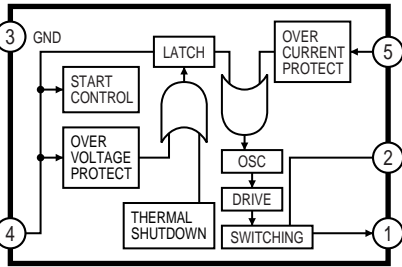 3
GND
LATCH
OVER
CURRENT
PROTECT
5
START
CONTROL
OVER
VOLTAGE
PROTECT
OSC
2
DRIVE
THERMAL
SHUTDOWN
4
SWITCHING
1